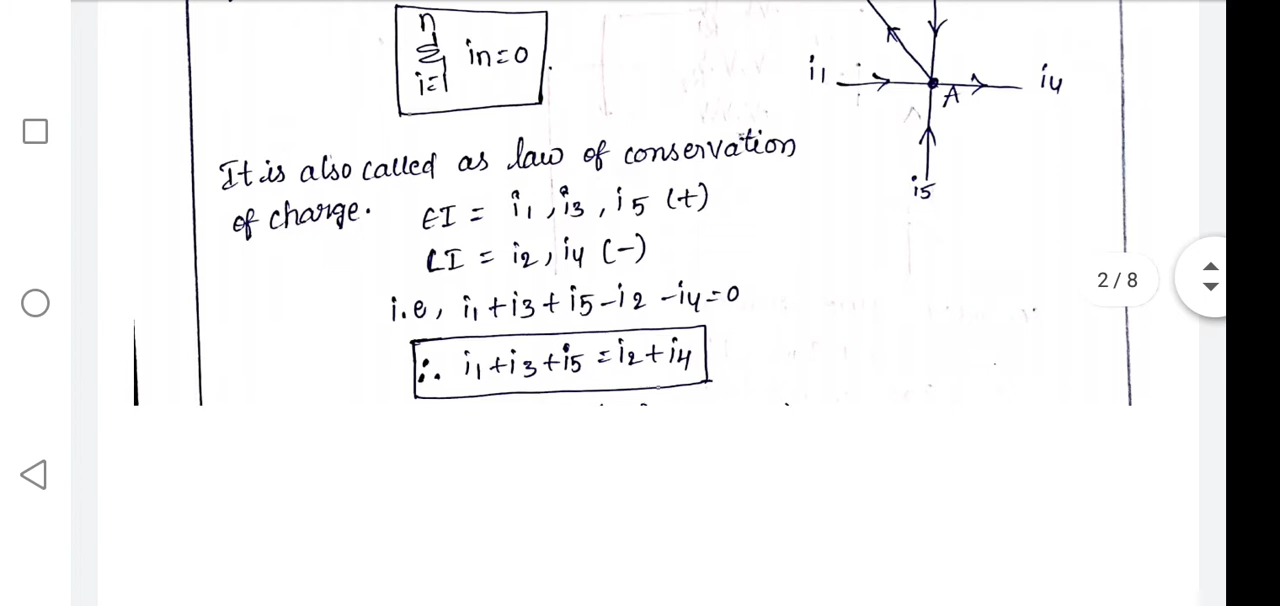 n
Σ in=0.
i=1
i1
i4
A
i5
It is also called as law of conservation
of charge.
EI = i1, i3, i5 (+)
LI = i2, i4 (-)
i.e, i1+i3+i5-i2-i4=0
∴ i1+i3+i5=i2+i4
2/8